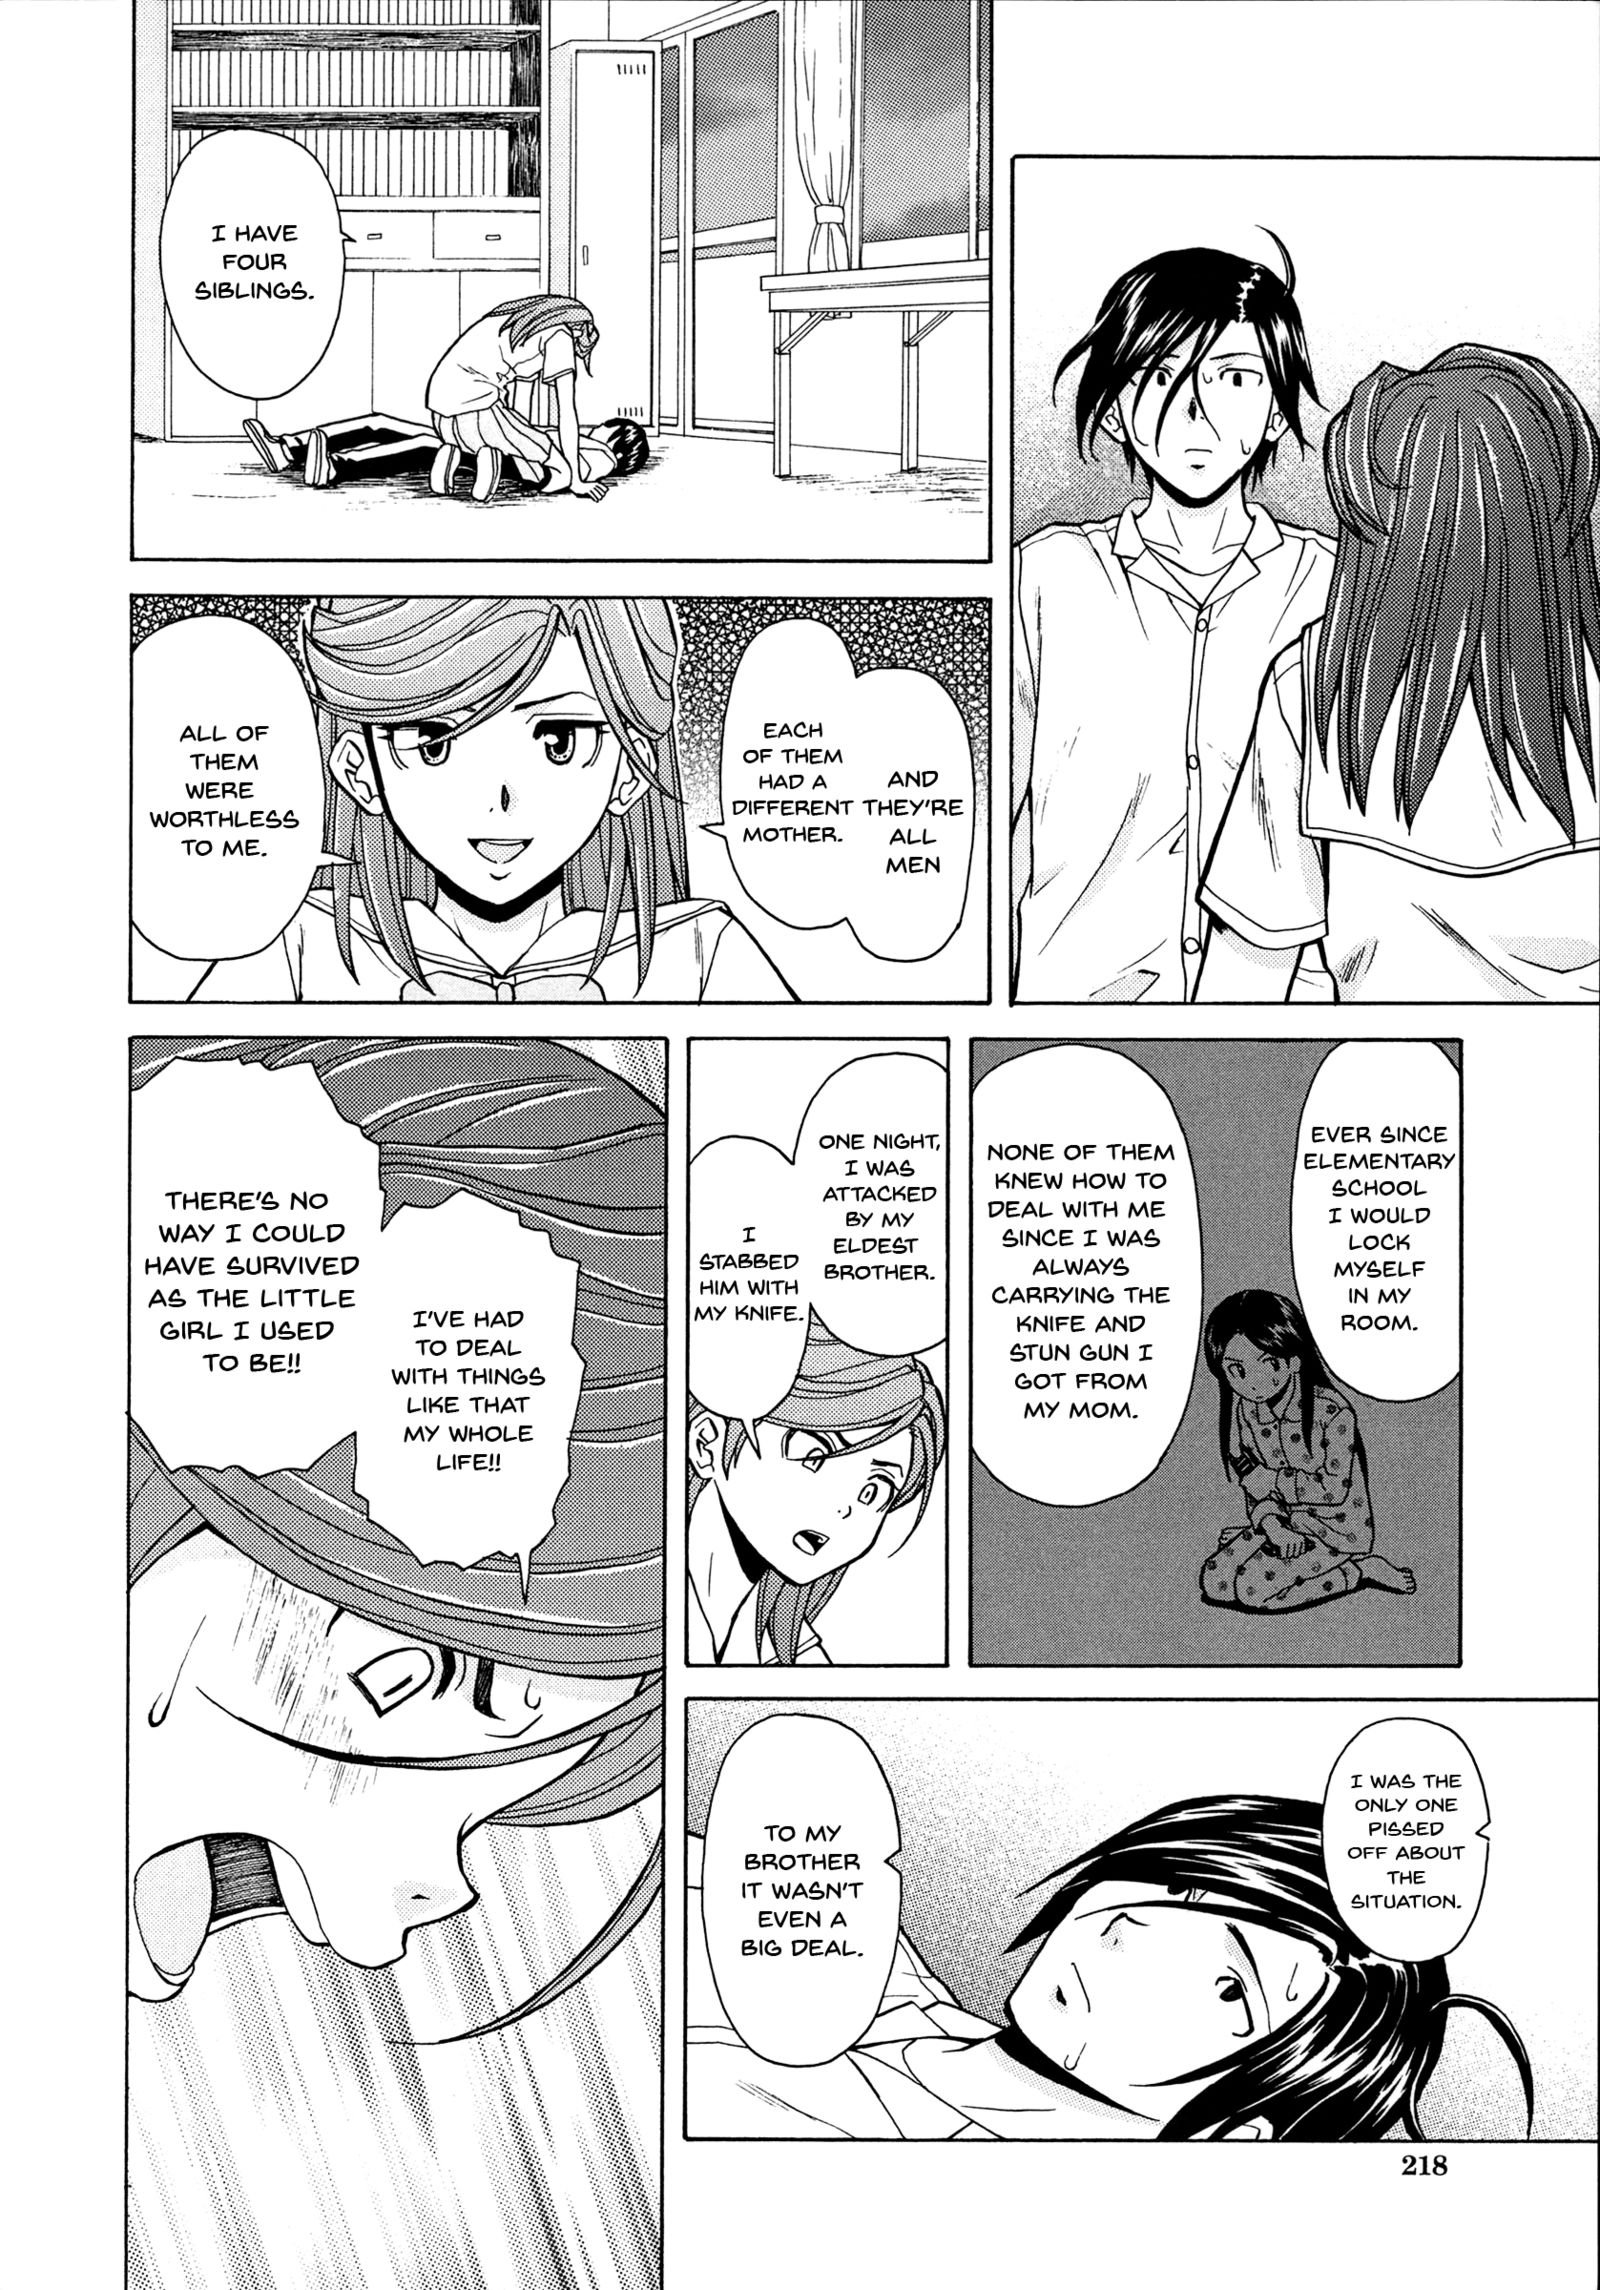 I HAVE
FOUR
SIBLINGS.
AND
THEY'RE
ALL
MEN
EACH
OF THEM
HAD A
DIFFERENT
MOTHER.
ALL OF
THEM
WERE
WORTHLESS
TO ME.
EVER SINCE
ELEMENTARY
SCHOOL
I WOULD
LOCK
MYSELF
IN MY
ROOM.
NONE OF THEM
KNEW HOW TO
DEAL WITH ME
SINCE I WAS
ALWAYS
CARRYING THE
KNIFE AND
STUN GUN I
GOT FROM
MY MOM.
ONE NIGHT,
I WAS
ATTACKED
BY MY
ELDEST
BROTHER.
I
STABBED
HIM WITH
MY KNIFE.
I WAS THE
ONLY ONE
PISSED
OFF ABOUT
THE
SITUATION.
TO MY
BROTHER
IT WASN'T
EVEN A
BIG DEAL.
I'VE HAD
TO DEAL
WITH THINGS
LIKE THAT
MY WHOLE
LIFE!!
THERE'S NO
WAY I COULD
HAVE SURVIVED
AS THE LITTLE
GIRL I USED
TO BE!!
218